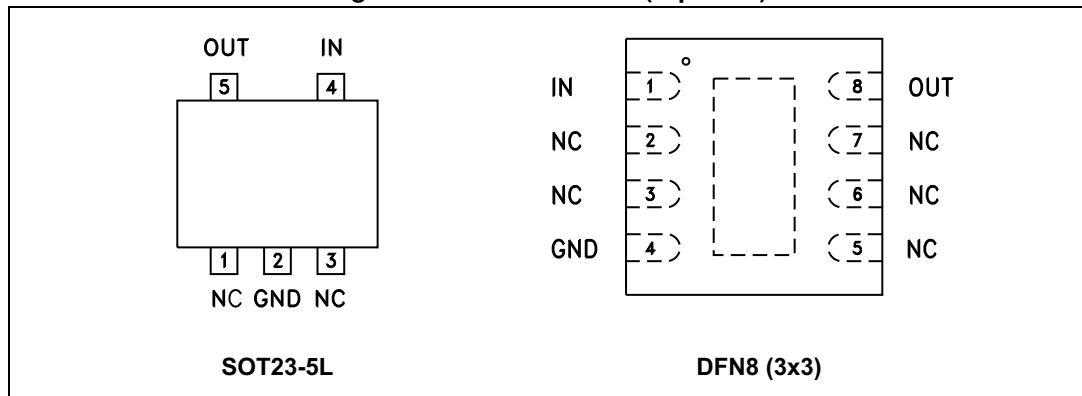 OUT IN
5 4
1 2 3
NC GND NC
SOT23-5L
IN 1 8 OUT
NC 2 7 NC
NC 3 6 NC
GND 4 5 NC
DFN8 (3x3)